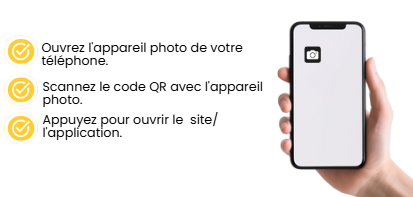 Ouvrez l'appareil photo de votre
téléphone.
Scannez le code QR avec l'appareil
photo.
Appuyez pour ouvrir le  site/
l'application.